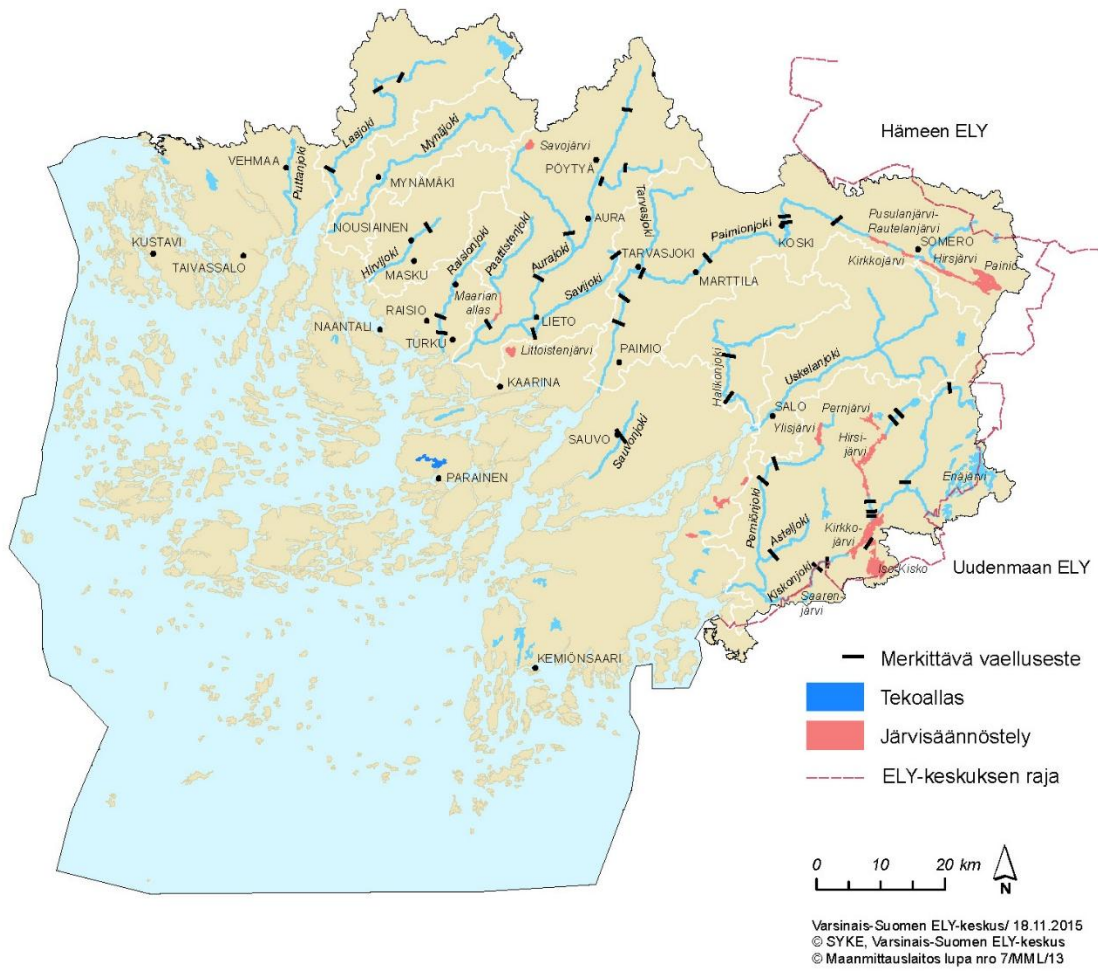 Hämeen ELY
Laajoki
Mynäjoki
Savojärvi
VEHMAA
Puttanjoki
MYNÄMÄKI
PÖYTYÄ
Tarvasjoki
Pusulanjärvi-
Rautelanjärvi
NOUSIAINEN
Raisionjoki
Paattistenjoki
AURA
Paimionjoki
KOSKI
SOMERO
KUSTAVI
TAIVASSALO
Hirvijoki
MASKU
Aurajoki
TARVASJOKI
Kirkkojärvi
Hirsjärvi
Painio
Maarian
allas
Savijoki
MARTTILA
RAISIO
NAANTALI
TURKU
LIETO
Littoistenjärvi
PAIMIO
KAARINA
Halikonjoki
Uskelanjoki
SALO
Ylisjärvi
Pernjärvi
Hirsi-
järvi
SAUVO
Sauvonjoki
PARAINEN
Enäjärvi
Perniönjoki
Asteljoki
Kirkko-
järvi
Kiskonjoki
Iso-Kisko
Saaren-
järvi
Uudenmaan ELY
KEMIÖNSAARI
Merkittävä vaelluseste
Tekoallas
Järvisäännöstely
ELY-keskuksen raja
0 10 20 km
N
Varsinais-Suomen ELY-keskus/ 18.11.2015
© SYKE, Varsinais-Suomen ELY-keskus
© Maanmittauslaitos lupa nro 7/MML/13